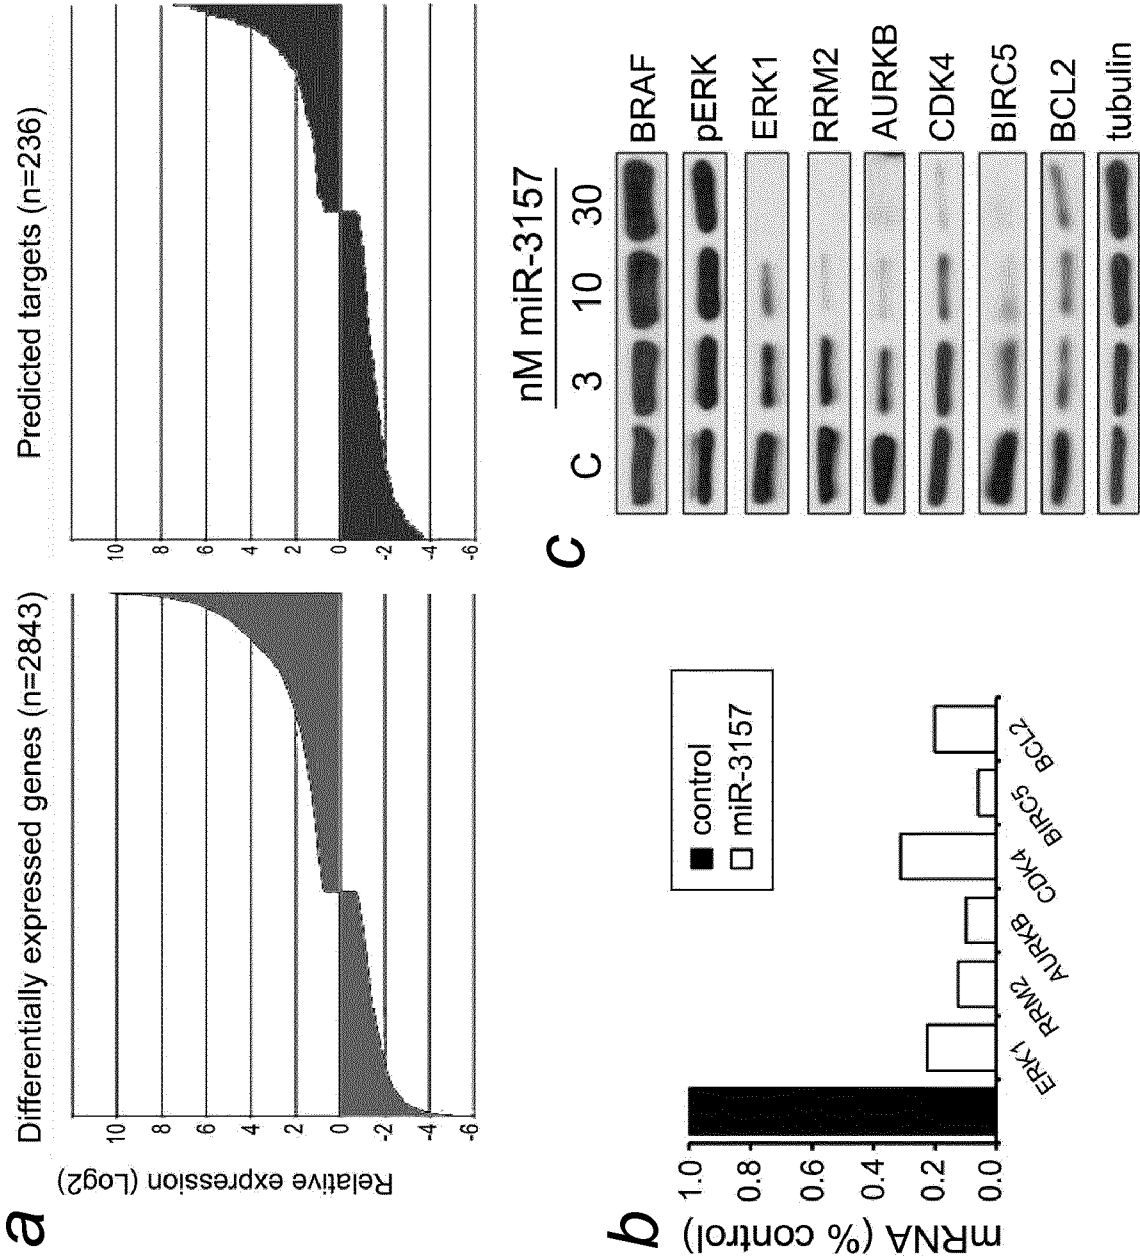 a
Differentially expressed genes (n=2843)
Relative expression (Log2)
10
8
6
4
2
0
-2
-4
-6
Predicted targets (n=236)
10
8
6
4
2
0
-2
-4
-6
b
mRNA (% control)
1.0
0.8
0.6
0.4
0.2
0.0
control
miR-3157
ERK1
RRM2
AURKB
CDK4
BIRC5
BCL2
c
nM miR-3157
C 3 10 30
BRAF
pERK
ERK1
RRM2
AURKB
CDK4
BIRC5
BCL2
tubulin